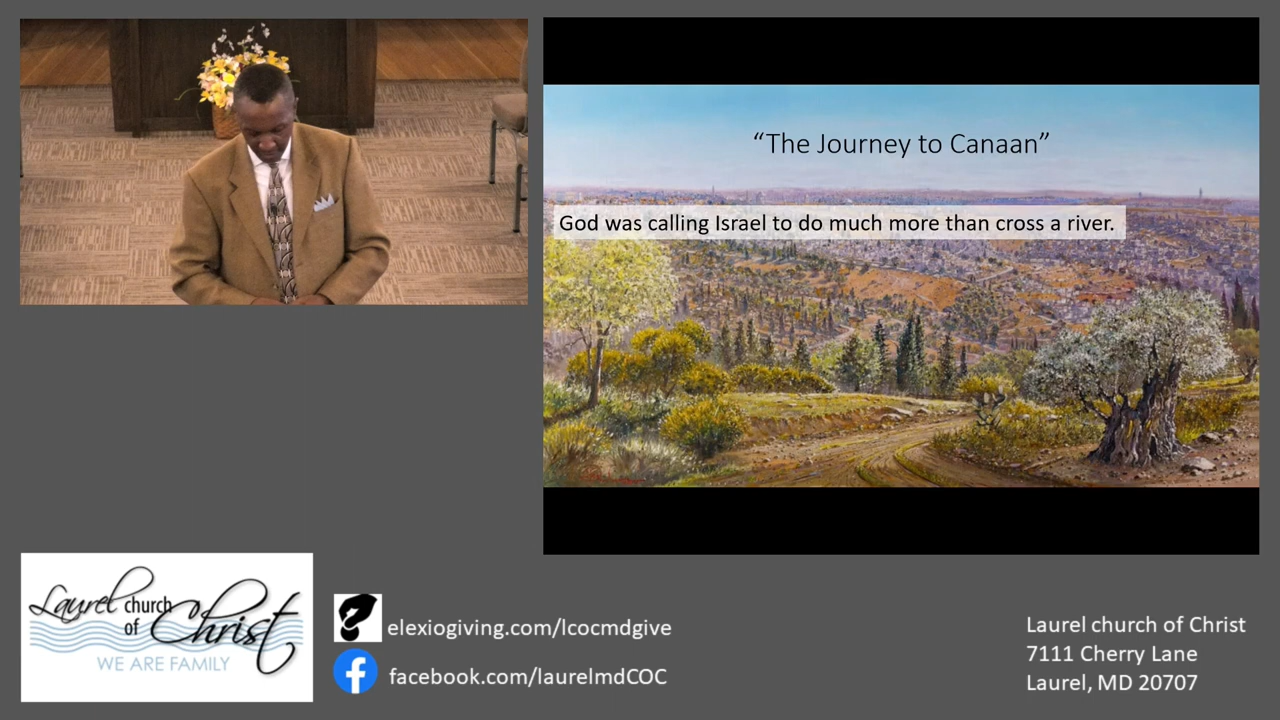 “The Journey to Canaan”
God was calling Israel to do much more than cross a river.
Laurel church
of Christ
WE ARE FAMILY
elexiogiving.com/lcocmdgive
facebook.com/laurelmdCOC
Laurel church of Christ
7111 Cherry Lane
Laurel, MD 20707